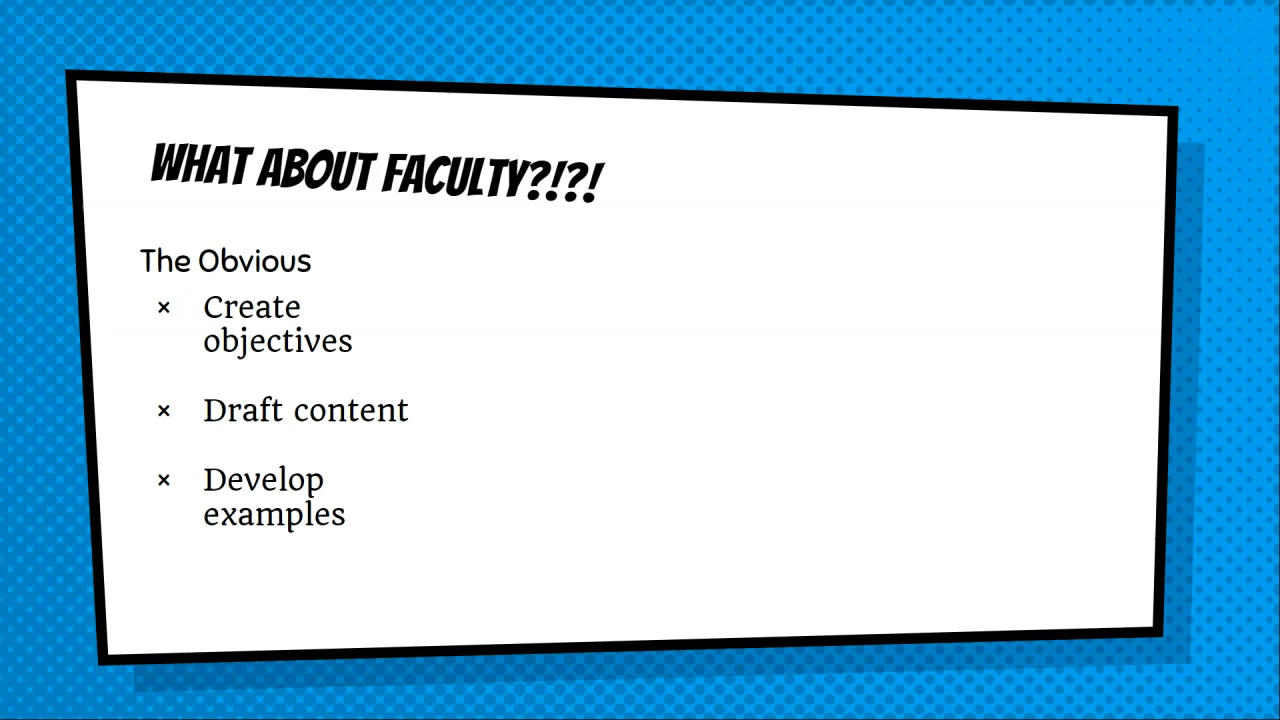 WHAT ABOUT FACULTY?!?!
The Obvious
× Create
objectives
× Draft content
× Develop
examples